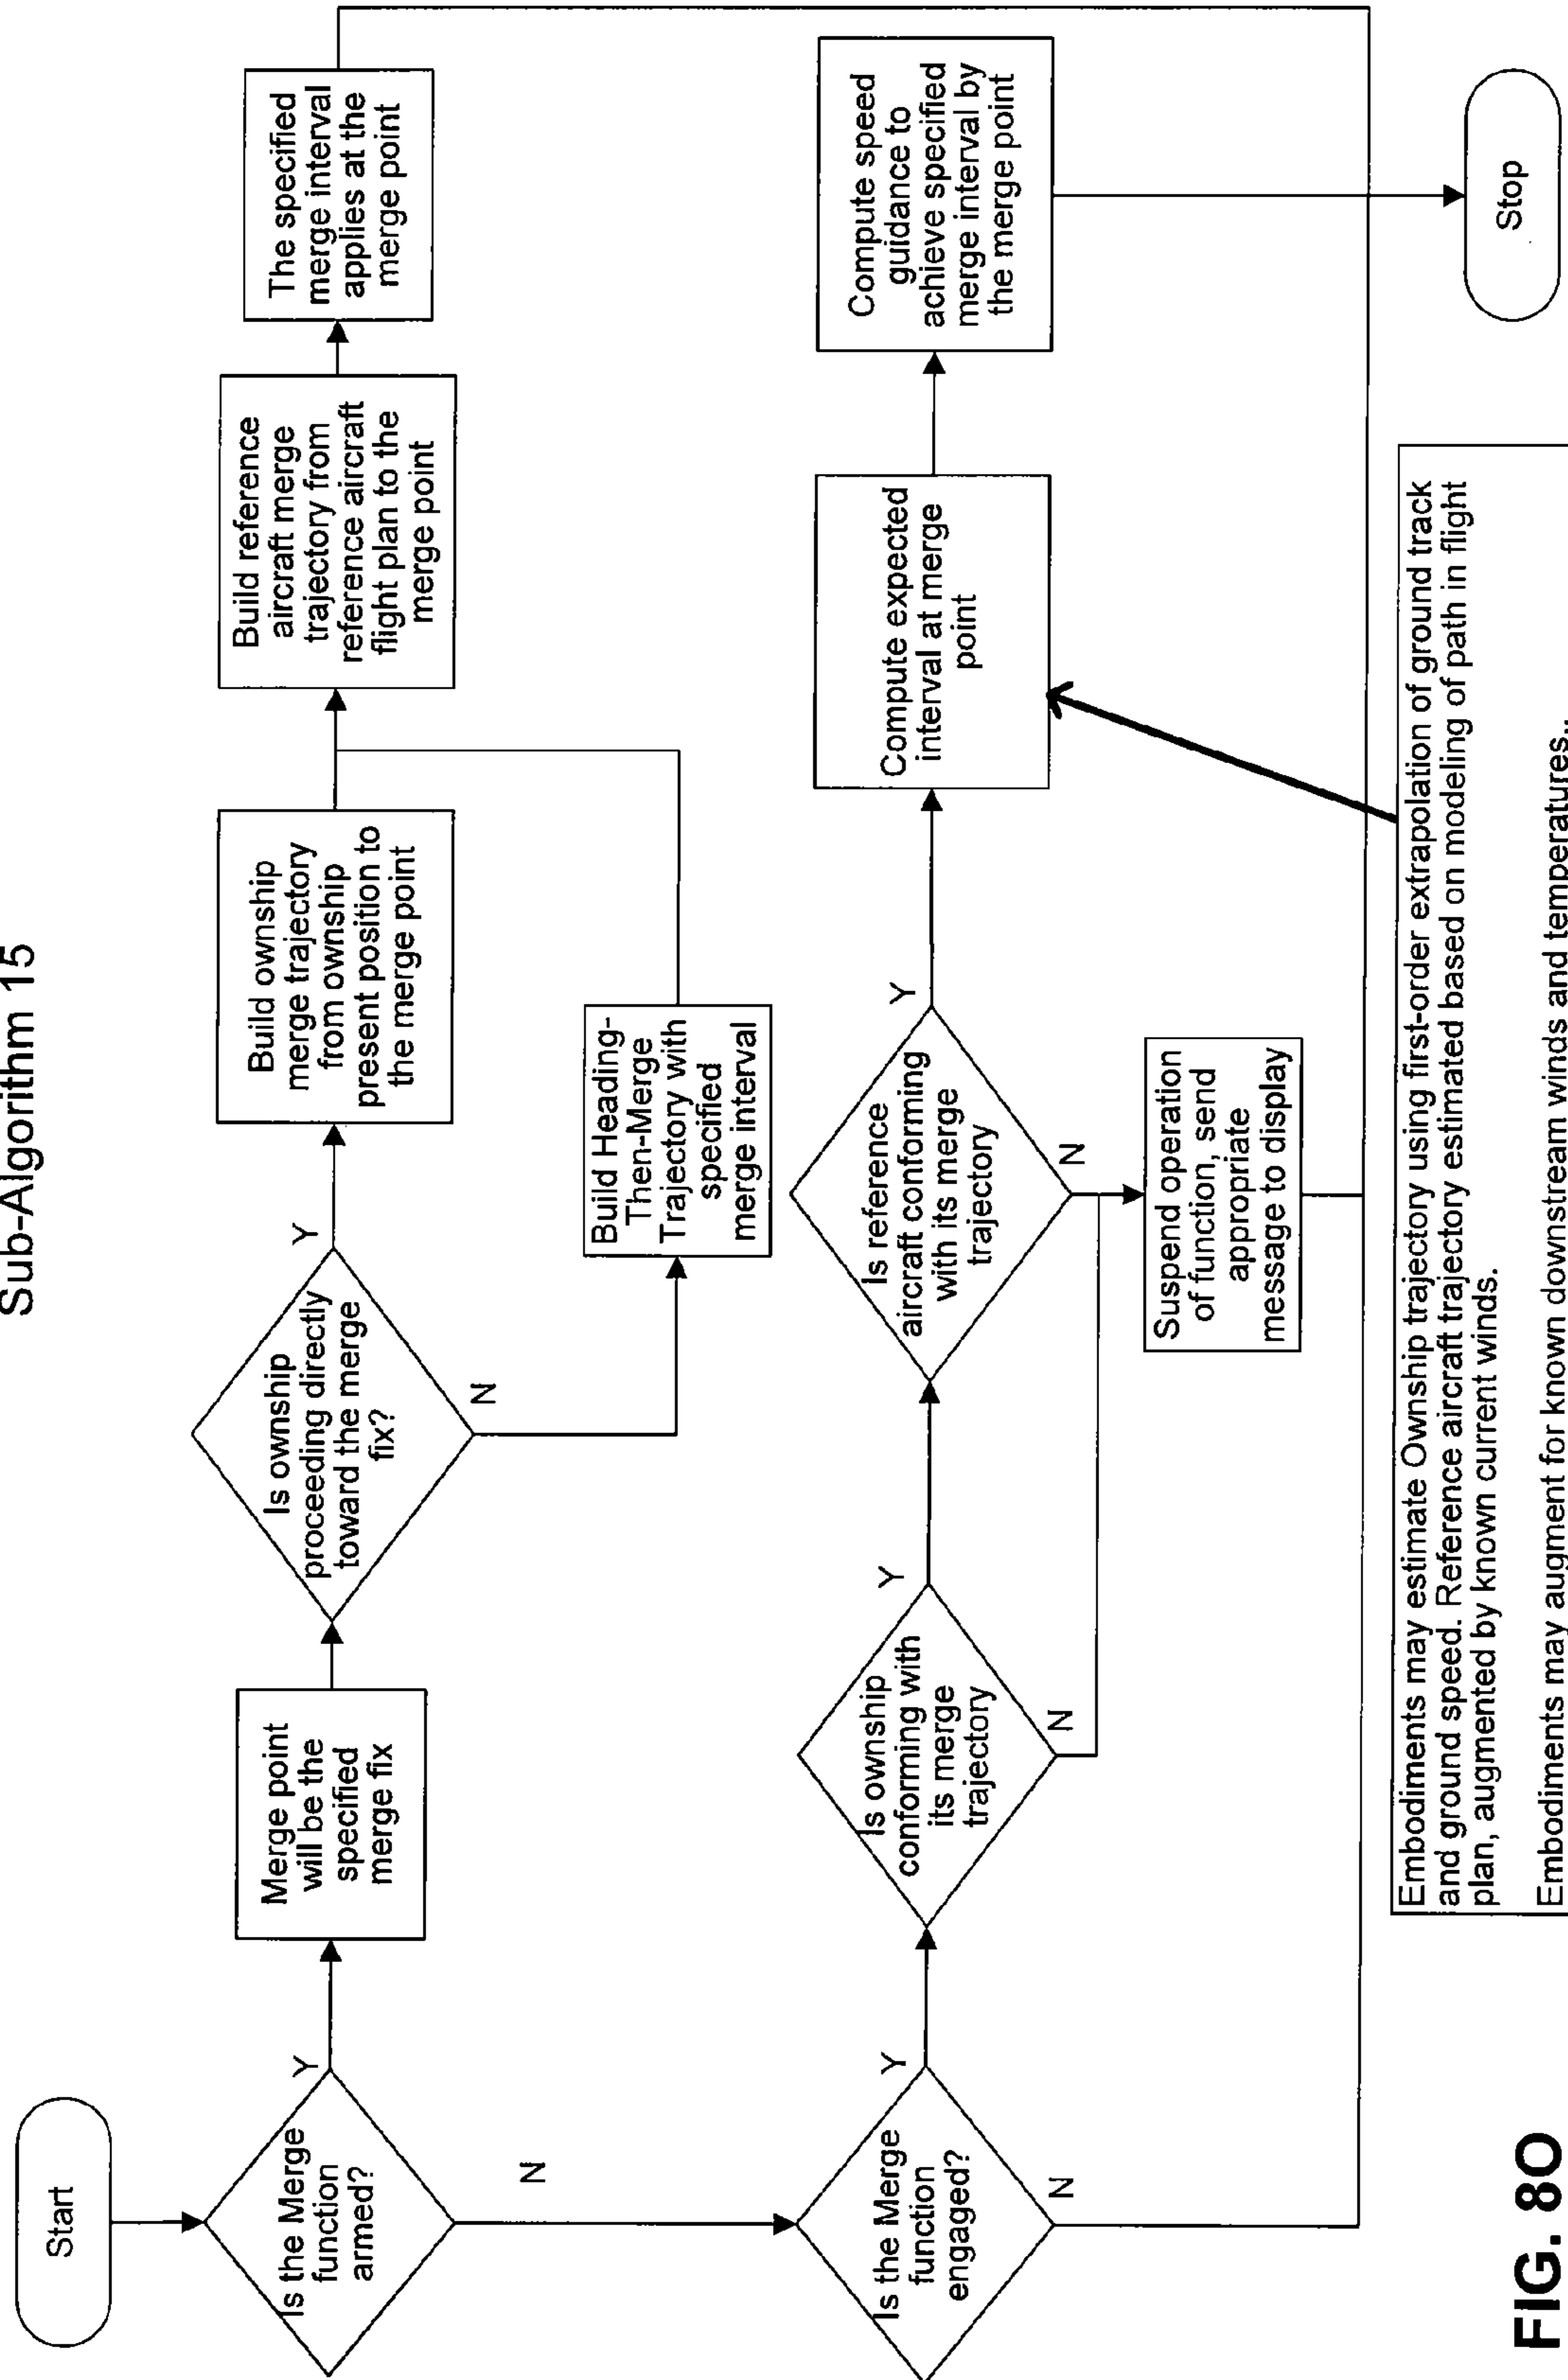 Sub-Algorithm 15
Start
Is the Merge
function
armed?
Y
N
Merge point
will be the
specified
merge fix
Is ownship
proceeding directly
toward the merge
fix?
Y
N
Build ownship
merge trajectory
from ownship
present position to
the merge point
Build Heading-
Then-Merge
Trajectory with
specified
merge interval
Build reference
aircraft merge
trajectory from
reference aircraft
flight plan to the
merge point
The specified
merge interval
applies at the
merge point
Is the Merge
function
engaged?
Y
N
Is ownship
conforming with
its merge
trajectory
Y
N
Is reference
aircraft conforming
with its merge
trajectory
Y
N
Suspend operation
of function, send
appropriate
message to display
Compute expected
interval at merge
point
Compute speed
guidance to
achieve specified
merge interval by
the merge point
Stop
Embodiments may estimate Ownship trajectory using first-order extrapolation of ground track
and ground speed. Reference aircraft trajectory estimated based on modeling of path in flight
plan, augmented by known current winds.
Embodiments may augment for known downstream winds and temperatures..
FIG. 8O